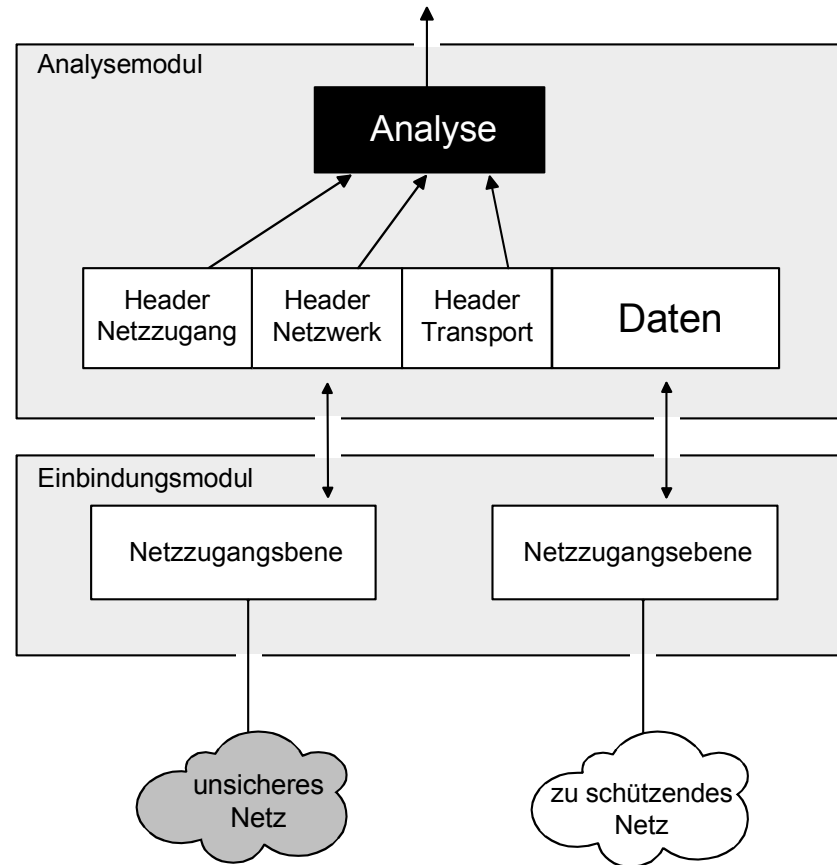 Analysemodul
Analyse
Header
Netzzugang
Header
Netzwerk
Header
Transport
Daten
Einbindungsmodul
Netzzugangsbene
Netzzugangsebene
unsicheres
Netz
zu schützendes
Netz